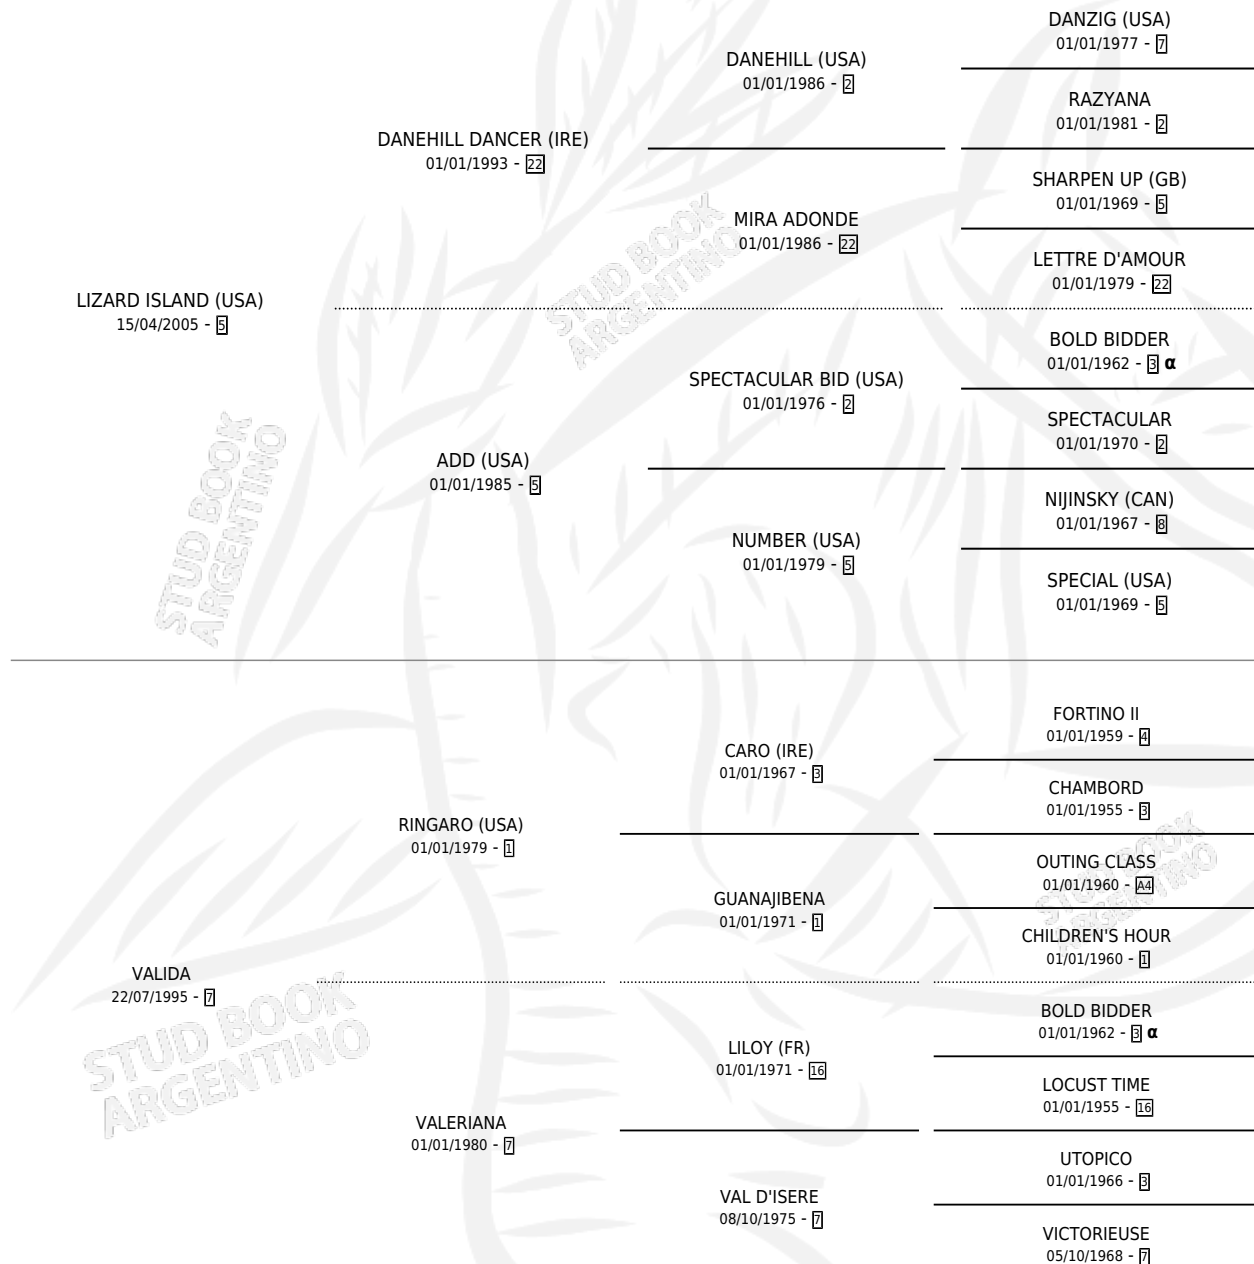 DANZIG (USA)
01/01/1977 - 7
DANEHILL (USA)
01/01/1986 - 2
RAZYANA
01/01/1981 - 2
DANEHILL DANCER (IRE)
01/01/1993 - 22
SHARPEN UP (GB)
01/01/1969 - 5
MIRA ADONDE
01/01/1986 - 22
LETTRE D'AMOUR
01/01/1979 - 22
LIZARD ISLAND (USA)
15/04/2005 - 5
BOLD BIDDER
01/01/1962 - 3 α
SPECTACULAR BID (USA)
01/01/1976 - 2
SPECTACULAR
01/01/1970 - 2
ADD (USA)
01/01/1985 - 5
NIJINSKY (CAN)
01/01/1967 - 8
NUMBER (USA)
01/01/1979 - 5
SPECIAL (USA)
01/01/1969 - 5
FORTINO II
01/01/1959 - 4
CARO (IRE)
01/01/1967 - 3
CHAMBORD
01/01/1955 - 3
RINGARO (USA)
01/01/1979 - 1
OUTING CLASS
01/01/1960 - A4
GUANAJIBENA
01/01/1971 - 1
CHILDREN'S HOUR
01/01/1960 - 1
VALIDA
22/07/1995 - 7
BOLD BIDDER
01/01/1962 - 3 α
LILOY (FR)
01/01/1971 - 16
LOCUST TIME
01/01/1955 - 16
VALERIANA
01/01/1980 - 7
UTOPICO
01/01/1966 - 3
VAL D'ISERE
08/10/1975 - 7
VICTORIEUSE
05/10/1968 - 7
STUD BOOK
ARGENTINO
STUD BOOK
ARGENTINO
STUD BOOK
ARGENTINO
STUD BOOK
ARGENTINO